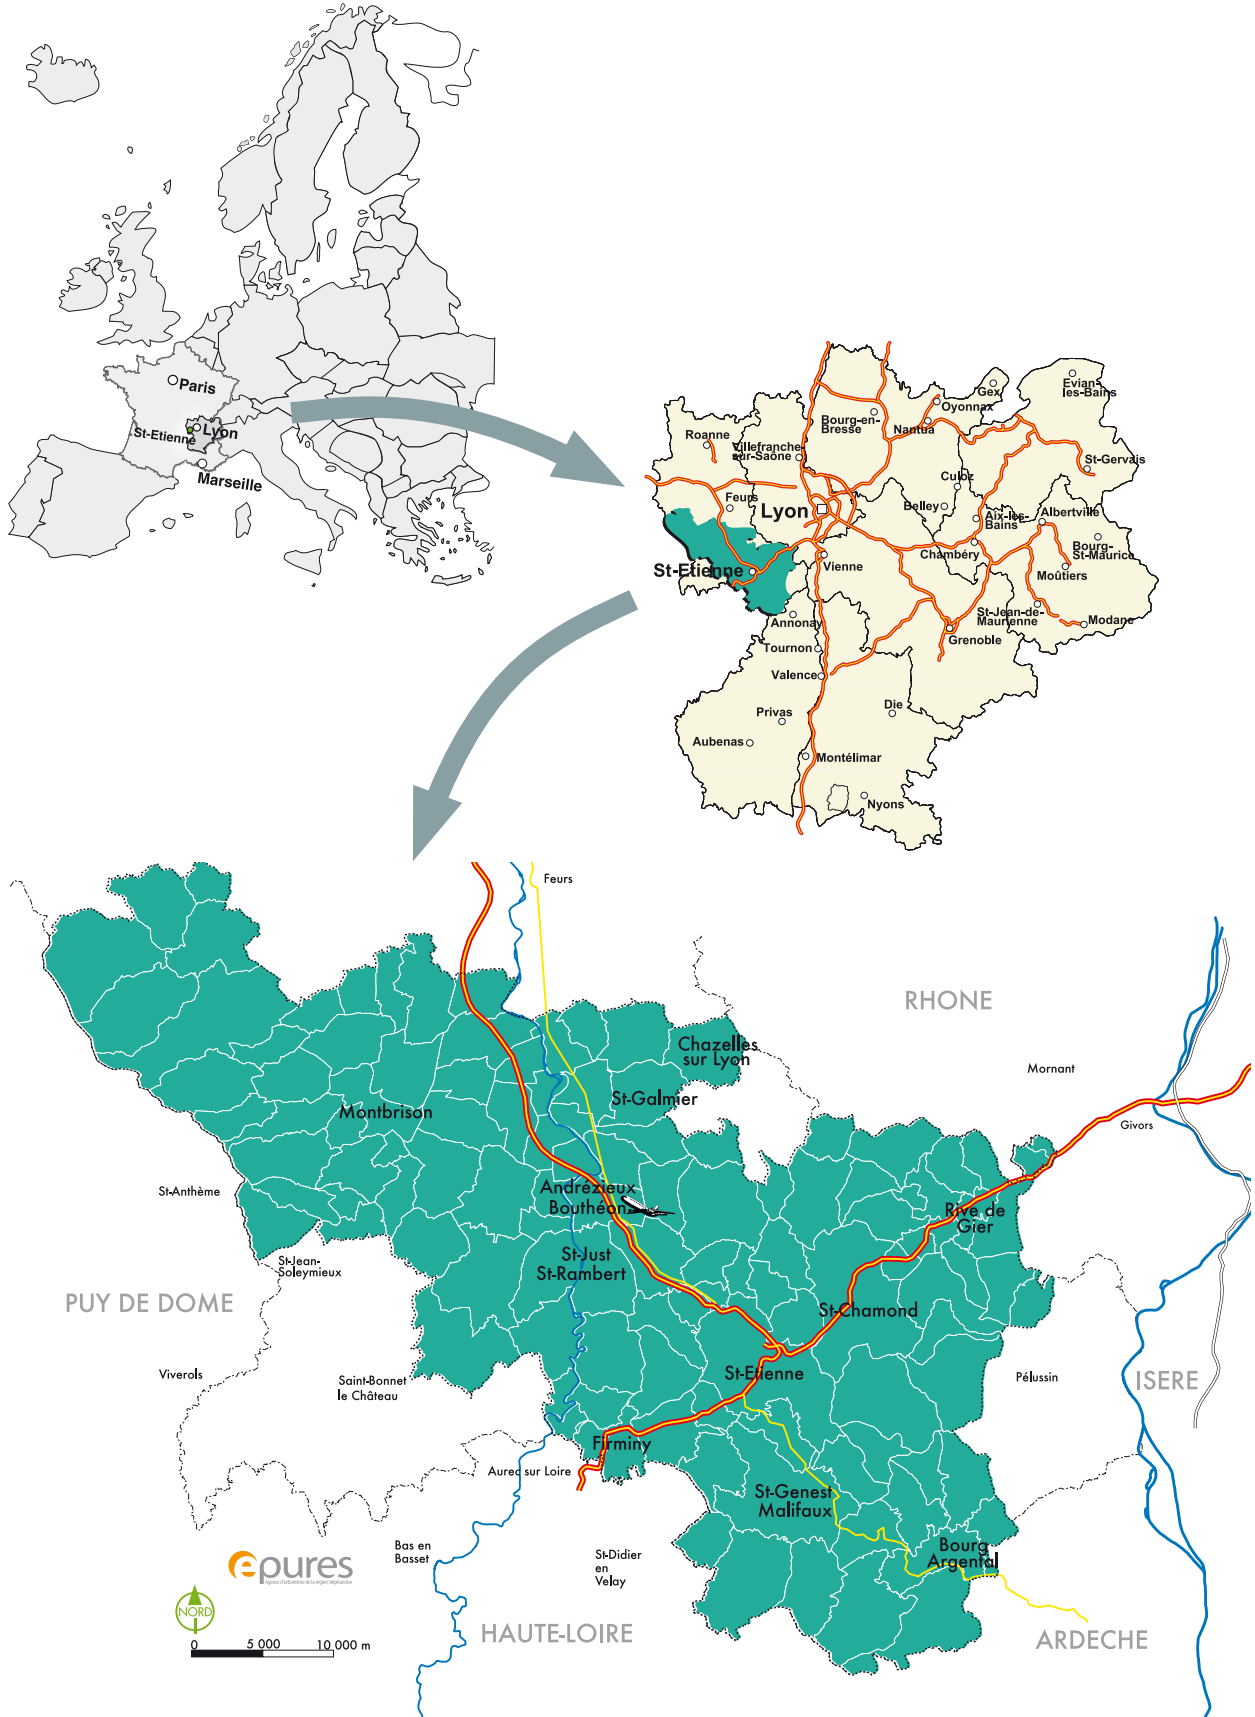 Paris
Lyon
St-Etienne
Marseille
Evian-
les-Bains
Gex
Oyonnax
Bourg-en-
Bresse
Nantua
Roanne
Villefranche-
sur-Saône
St-Gervais
Culoz
Feurs
Lyon
Belley
Aix-les-
Bains
Albertville
Bourg-
St-Maurice
Chambéry
Vienne
St-Etienne
Moûtiers
St-Jean-de-
Maurienne
Modane
Annonay
Grenoble
Tournon
Valence
Die
Privas
Aubenas
Montélimar
Nyons
Feurs
RHONE
Chazelles
sur Lyon
Mornant
St-Galmier
Montbrison
Givors
St-Anthème
Andrézieux
Bouthéon
Rive de
Gier
St-Just
St-Rambert
St-Jean-
Soleymieux
PUY DE DOME
St-Chamond
Viverols
Saint-Bonnet
le Château
St-Etienne
Pélussin
ISERE
Firminy
Aurec sur Loire
St-Genest
Malifaux
Bas en
Basset
St-Didier
en
Velay
Bourg
Argental
epures
Agence d'urbanisme de la région stéphanoise
NORD
0 5 000 10 000 m
HAUTE-LOIRE
ARDECHE